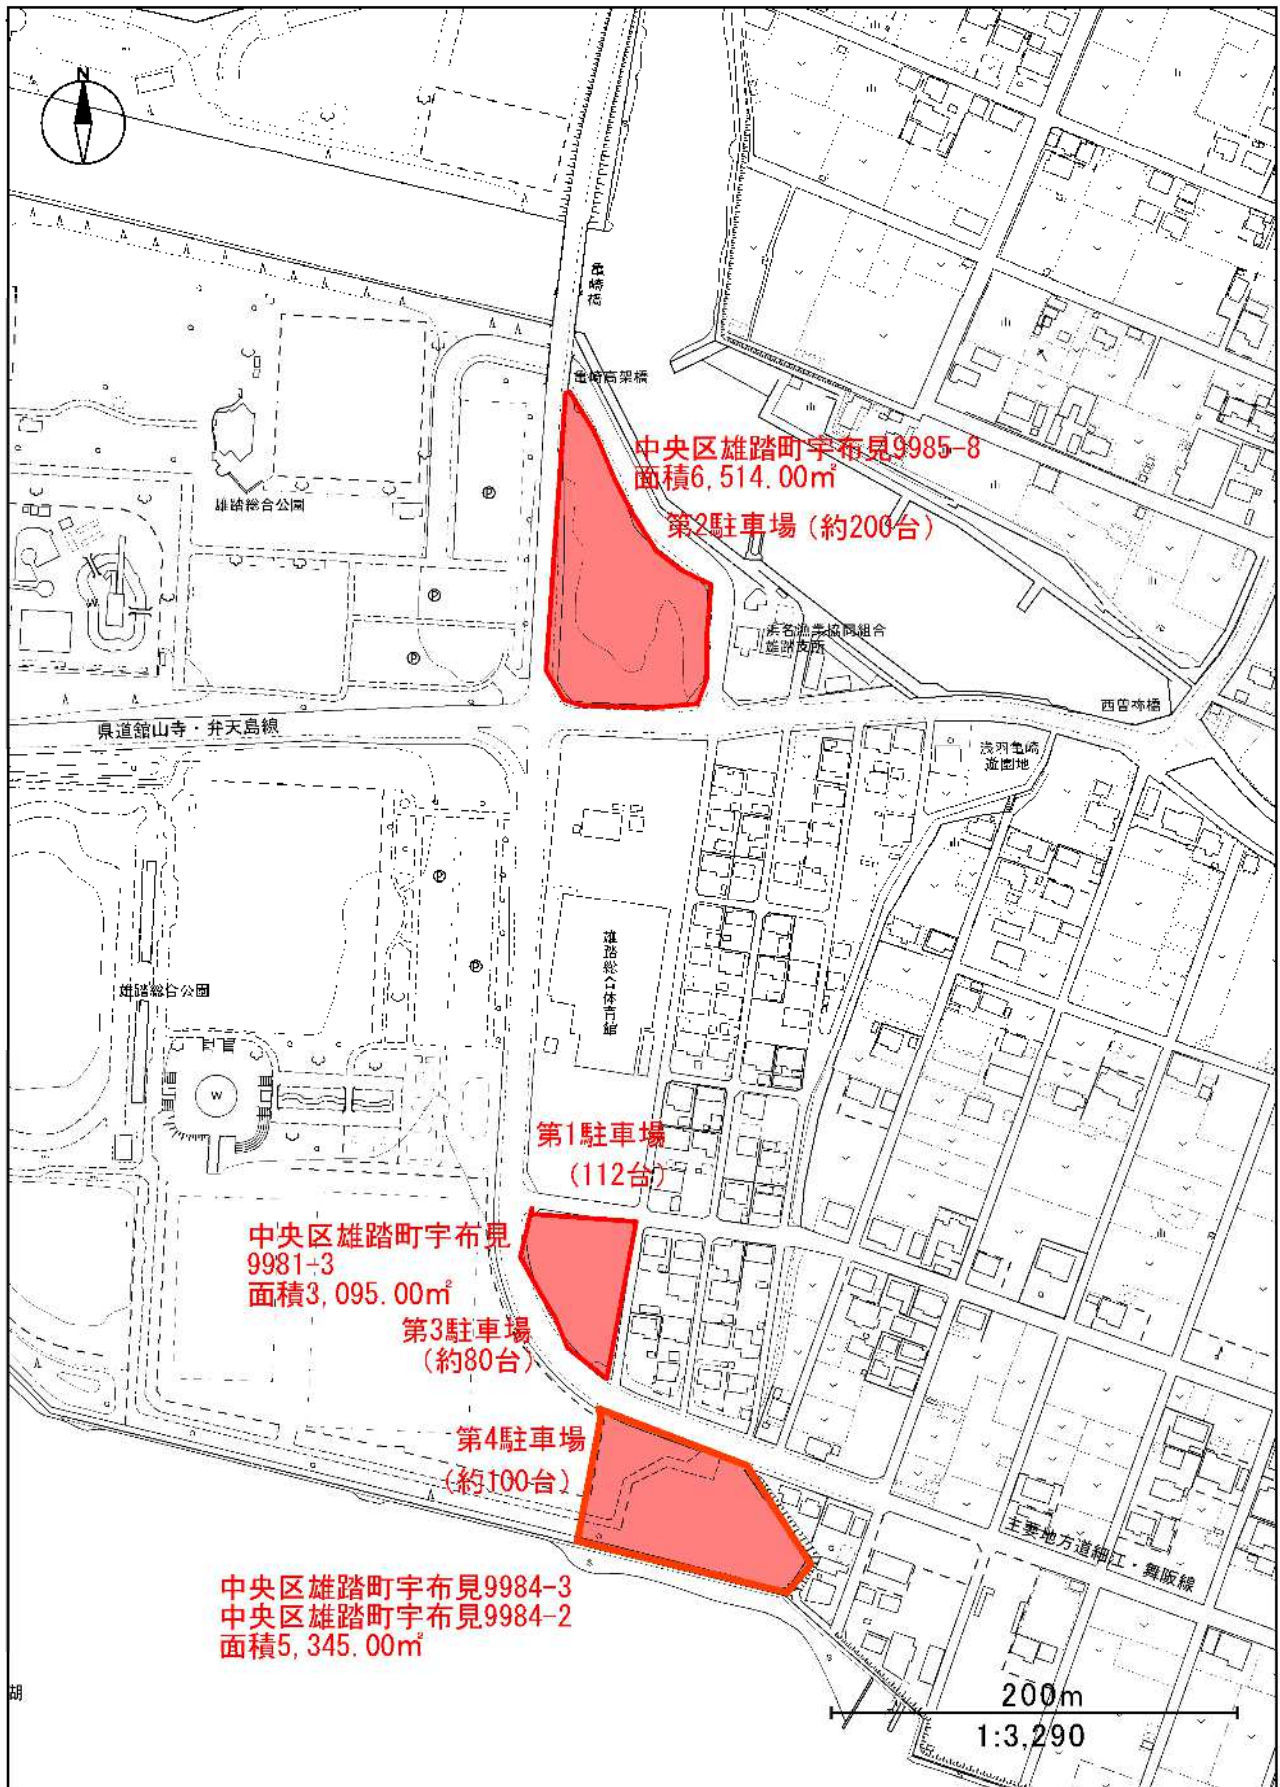 N
亀崎橋
亀崎高架橋
中央区雄踏町宇布見9985-8
面積6,514.00㎡
第2駐車場（約200台）
雄踏総合公園
P
P
P
W
浜名漁業協同組合
雄踏支所
県道舘山寺・弁天島線
西曽祢橋
浅羽亀崎
遊園地
P
P
雄踏総合体育館
雄踏総合公園
W
第1駐車場
（112台）
中央区雄踏町宇布見
9981-3
面積3,095.00㎡
第3駐車場
（約80台）
第4駐車場
（約100台）
主要地方道細江・舞阪線
中央区雄踏町宇布見9984-3
中央区雄踏町宇布見9984-2
面積5,345.00㎡
湖
200m
1:3,290